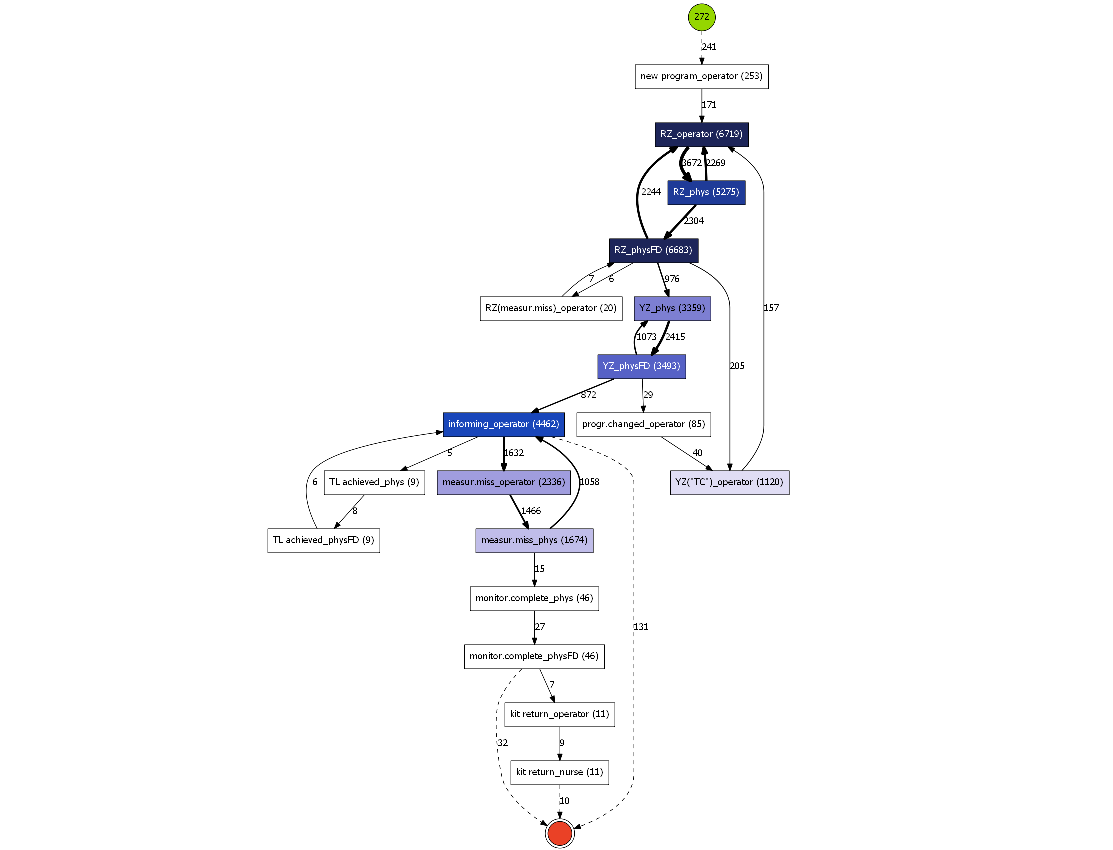 272
241
new program_operator (253)
171
RZ_operator (6719)
3672
2269
RZ_phys (5275)
2244
2304
RZ_physFD (6683)
7
6
976
RZ(measur.miss)_operator (20)
YZ_phys (3359)
157
1073
2415
YZ_physFD (3493)
205
872
29
informing_operator (4462)
progr.changed_operator (85)
5
1632
40
6
TL achieved_phys (9)
measur.miss_operator (2336)
1058
YZ("TC")_operator (1120)
8
1466
TL achieved_physFD (9)
measur.miss_phys (1674)
15
monitor.complete_phys (46)
27
131
monitor.complete_physFD (46)
7
kit return_operator (11)
32
9
kit return_nurse (11)
10